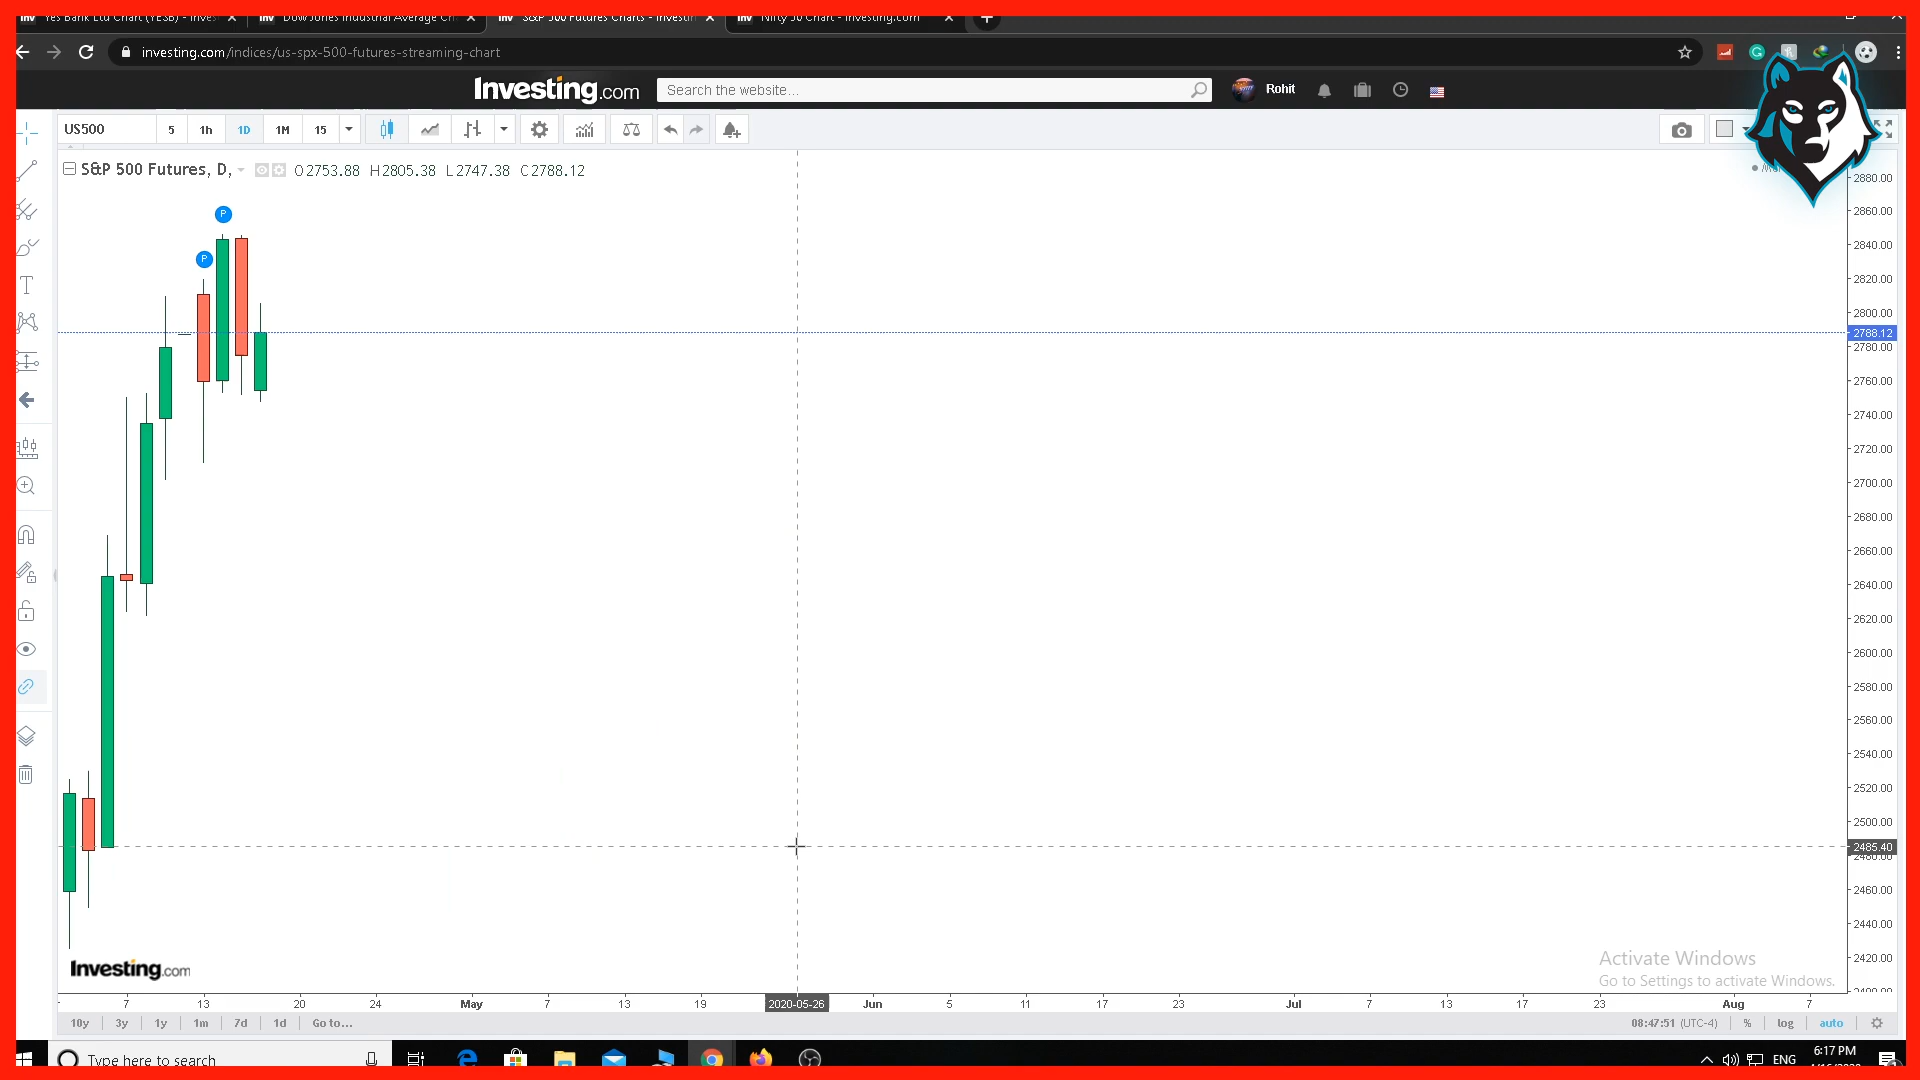 Yes Bank Ltd Chart (YESB) - Inves
Dow Jones Industrial Average Ch
S&P 500 Futures Charts - Investin
Nifty 50 Chart - Investing.com
investing.com/indices/us-spx-500-futures-streaming-chart
Investing.com
Search the website...
Rohit
US500 5 1h 1D 1M 15
S&P 500 Futures, D, O2753.88 H2805.38 L2747.38 C2788.12
P
P
2880.00
2860.00
2840.00
2820.00
2800.00
2788.12
2780.00
2760.00
2740.00
2720.00
2700.00
2680.00
2660.00
2640.00
2620.00
2600.00
2580.00
2560.00
2540.00
2520.00
2500.00
2485.40
2480.00
2460.00
2440.00
2420.00
2400.00
Investing.com
Activate Windows
Go to Settings to activate Windows.
7 13 20 24 May 7 13 19 2020-05-26 Jun 5 11 17 23 Jul 7 13 17 23 Aug 7
10y 3y 1y 1m 7d 1d Go to... 08:47:51 (UTC-4) % log auto
Type here to search
ENG
6:17 PM